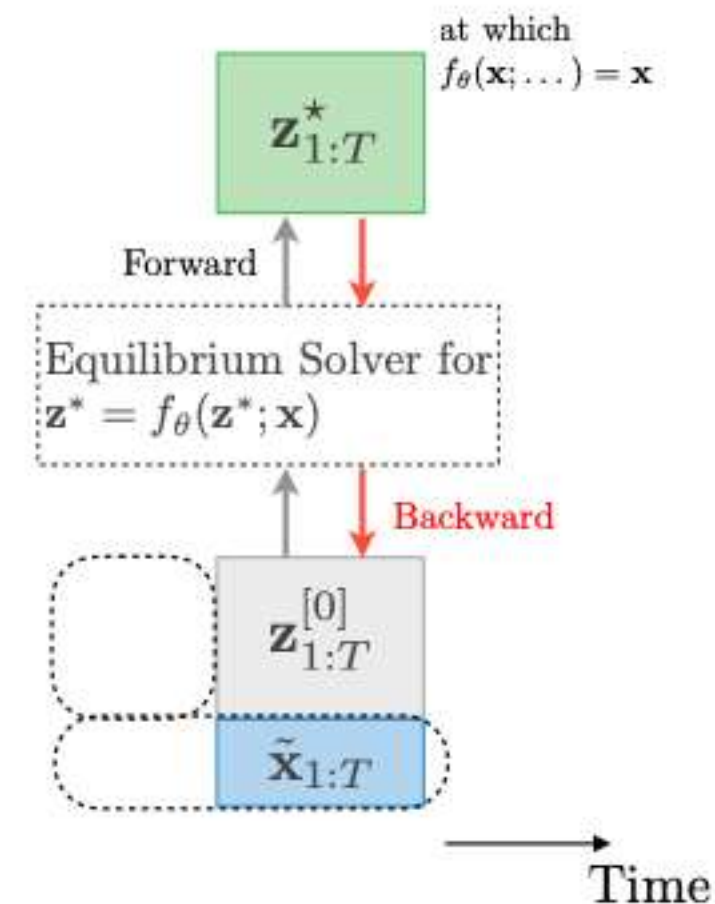 at which
f_θ(x; . . . ) = x
z^⋆_{1:T}
Forward
Equilibrium Solver for
z* = f_θ(z*; x)
Backward
z^{[0]}_{1:T}
x̃_{1:T}
Time